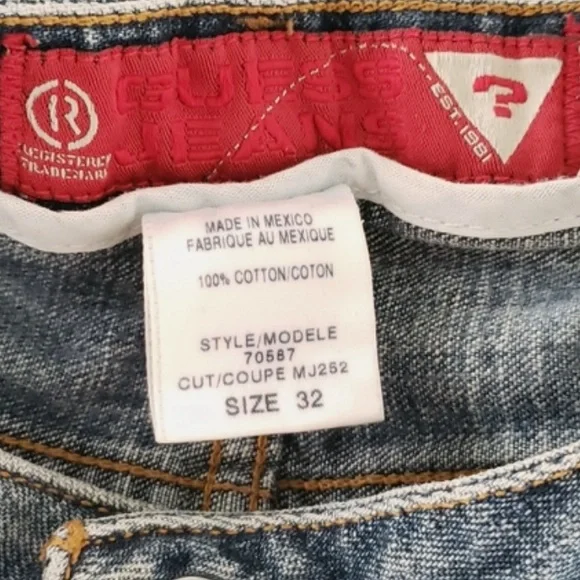 R
REGISTERED
TRADEMARK
GUESS
JEANS
?
EST.1981
MADE IN MEXICO
FABRIQUE AU MEXIQUE
100% COTTON/COTON
STYLE/MODELE
70587
CUT/COUPE MJ252
SIZE 32